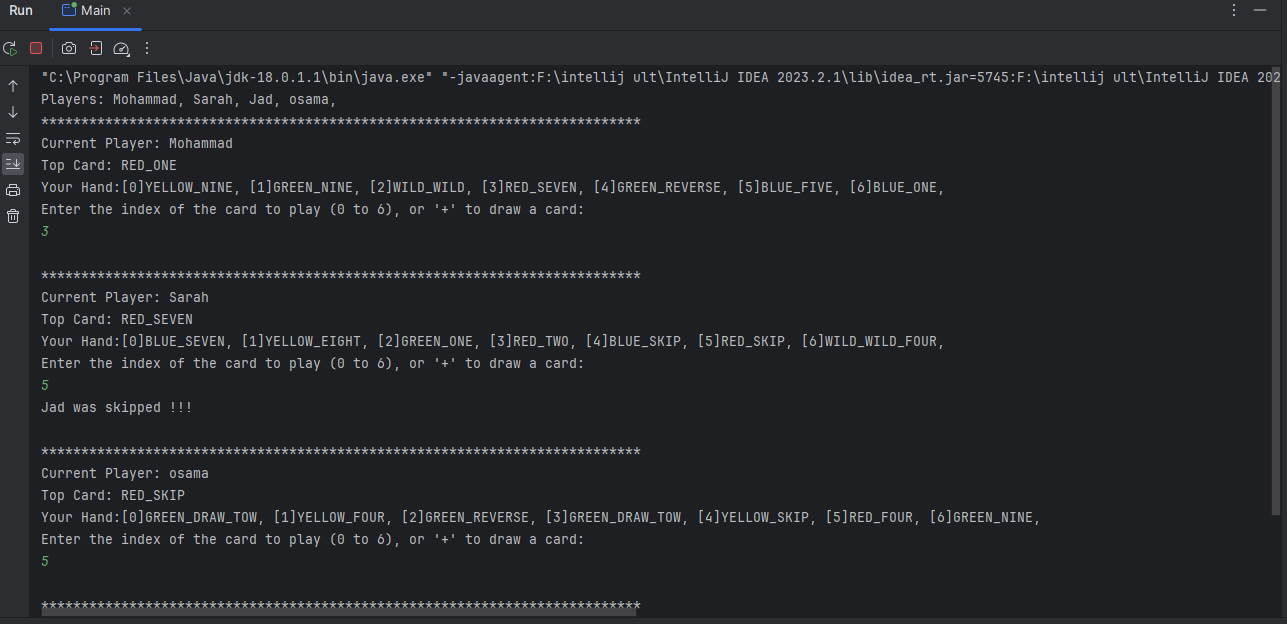 Run Main
"C:\Program Files\Java\jdk-18.0.1.1\bin\java.exe" "-javaagent:F:\intellij ult\IntelliJ IDEA 2023.2.1\lib\idea_rt.jar=5745:F:\intellij ult\IntelliJ IDEA 202
Players: Mohammad, Sarah, Jad, osama,
***************************************************************************
Current Player: Mohammad
Top Card: RED_ONE
Your Hand:[0]YELLOW_NINE, [1]GREEN_NINE, [2]WILD_WILD, [3]RED_SEVEN, [4]GREEN_REVERSE, [5]BLUE_FIVE, [6]BLUE_ONE,
Enter the index of the card to play (0 to 6), or '+' to draw a card:
3
***************************************************************************
Current Player: Sarah
Top Card: RED_SEVEN
Your Hand:[0]BLUE_SEVEN, [1]YELLOW_EIGHT, [2]GREEN_ONE, [3]RED_TWO, [4]BLUE_SKIP, [5]RED_SKIP, [6]WILD_WILD_FOUR,
Enter the index of the card to play (0 to 6), or '+' to draw a card:
5
Jad was skipped !!!
***************************************************************************
Current Player: osama
Top Card: RED_SKIP
Your Hand:[0]GREEN_DRAW_TOW, [1]YELLOW_FOUR, [2]GREEN_REVERSE, [3]GREEN_DRAW_TOW, [4]YELLOW_SKIP, [5]RED_FOUR, [6]GREEN_NINE,
Enter the index of the card to play (0 to 6), or '+' to draw a card:
5
***************************************************************************